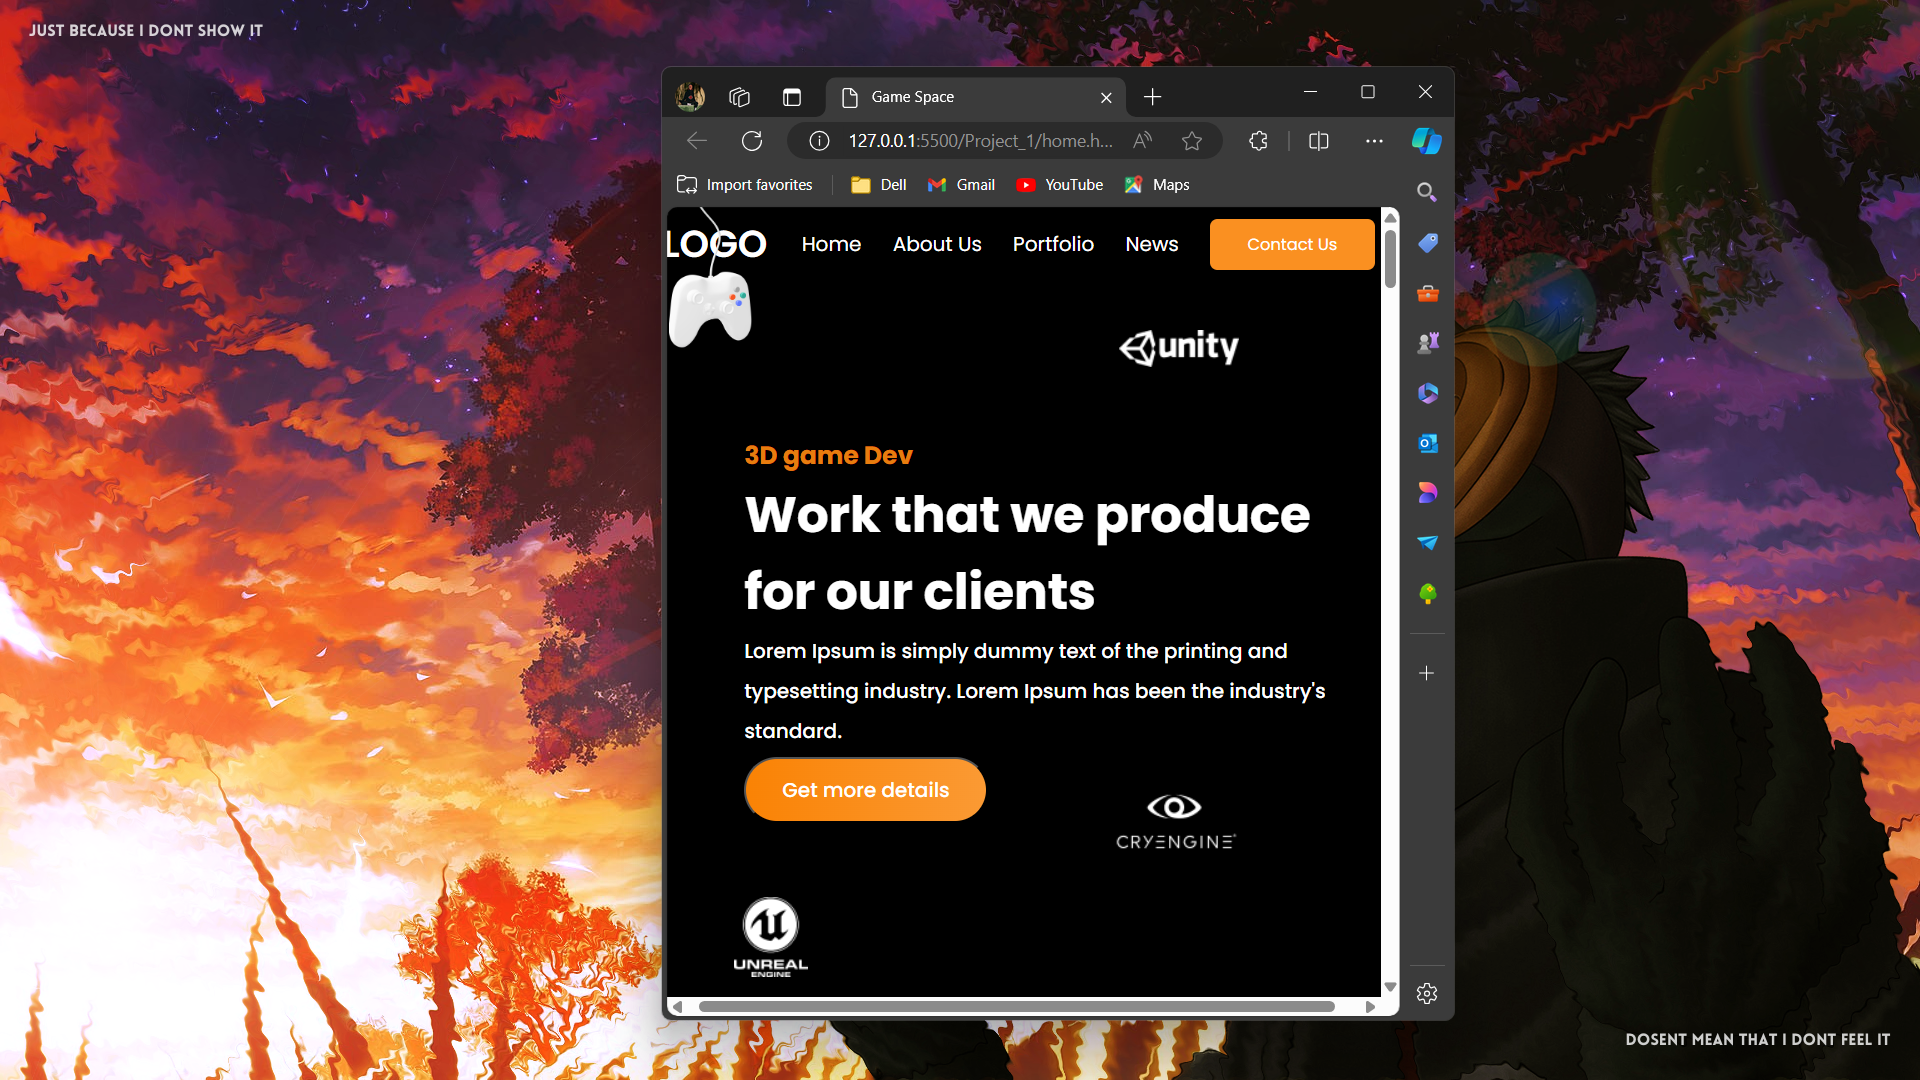 JUST BECAUSE I DONT SHOW IT
Game Space
127.0.0.1:5500/Project_1/home.h...
Import favorites
Dell
Gmail
YouTube
Maps
LOGO
Home
About Us
Portfolio
News
Contact Us
unity
3D game Dev
Work that we produce
for our clients
Lorem Ipsum is simply dummy text of the printing and
typesetting industry. Lorem Ipsum has been the industry's
standard.
Get more details
CRYENGINE
UNREAL
ENGINE
DOSENT MEAN THAT I DONT FEEL IT